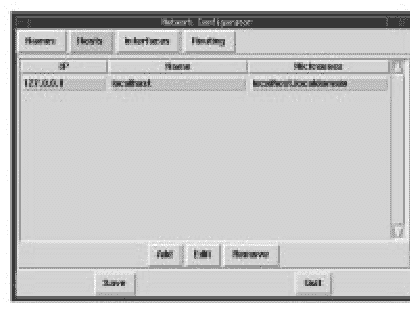 Network Configurator
Names Hosts Interfaces Routing
IP Name Nicknames
127.0.0.1 localhost localhost.localdomain
Add Edit Remove
Save Quit